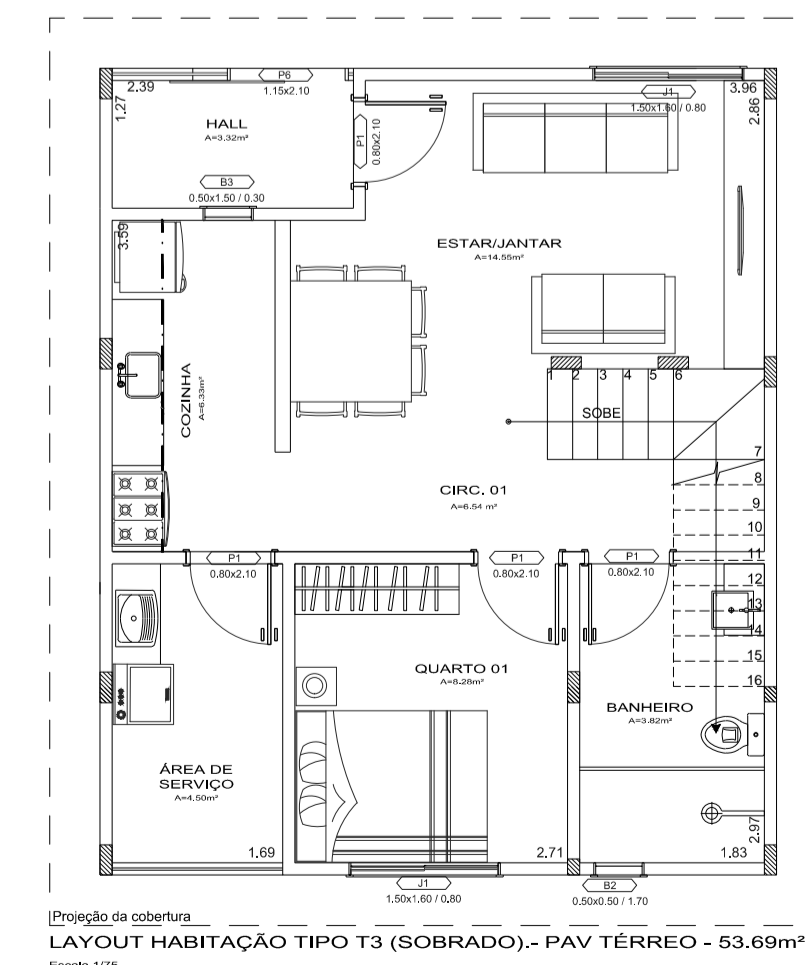 P6
1.15x2.10
2.39
1.27
HALL
A=3.32m²
P1
0.80x2.10
J1
1.50x1.60 / 0.80
3.96
2.86
B3
0.50x1.50 / 0.30
3.59
ESTAR/JANTAR
A=14.55m²
COZINHA
A=6.33m²
1 2 3 4 5 6
SOBE
7
8
9
10
11
12
13
14
15
16
CIRC. 01
A=6.54 m²
P1
0.80x2.10
P1
0.80x2.10
P1
0.80x2.10
QUARTO 01
A=8.28m²
BANHEIRO
A=3.82m²
ÁREA DE
SERVIÇO
A=4.50m²
1.69
2.71
1.83
2.97
J1
1.50x1.60 / 0.80
B2
0.50x0.50 / 1.70
Projeção da cobertura
LAYOUT HABITAÇÃO TIPO T3 (SOBRADO).- PAV TÉRREO - 53.69m²
Escala 1/75